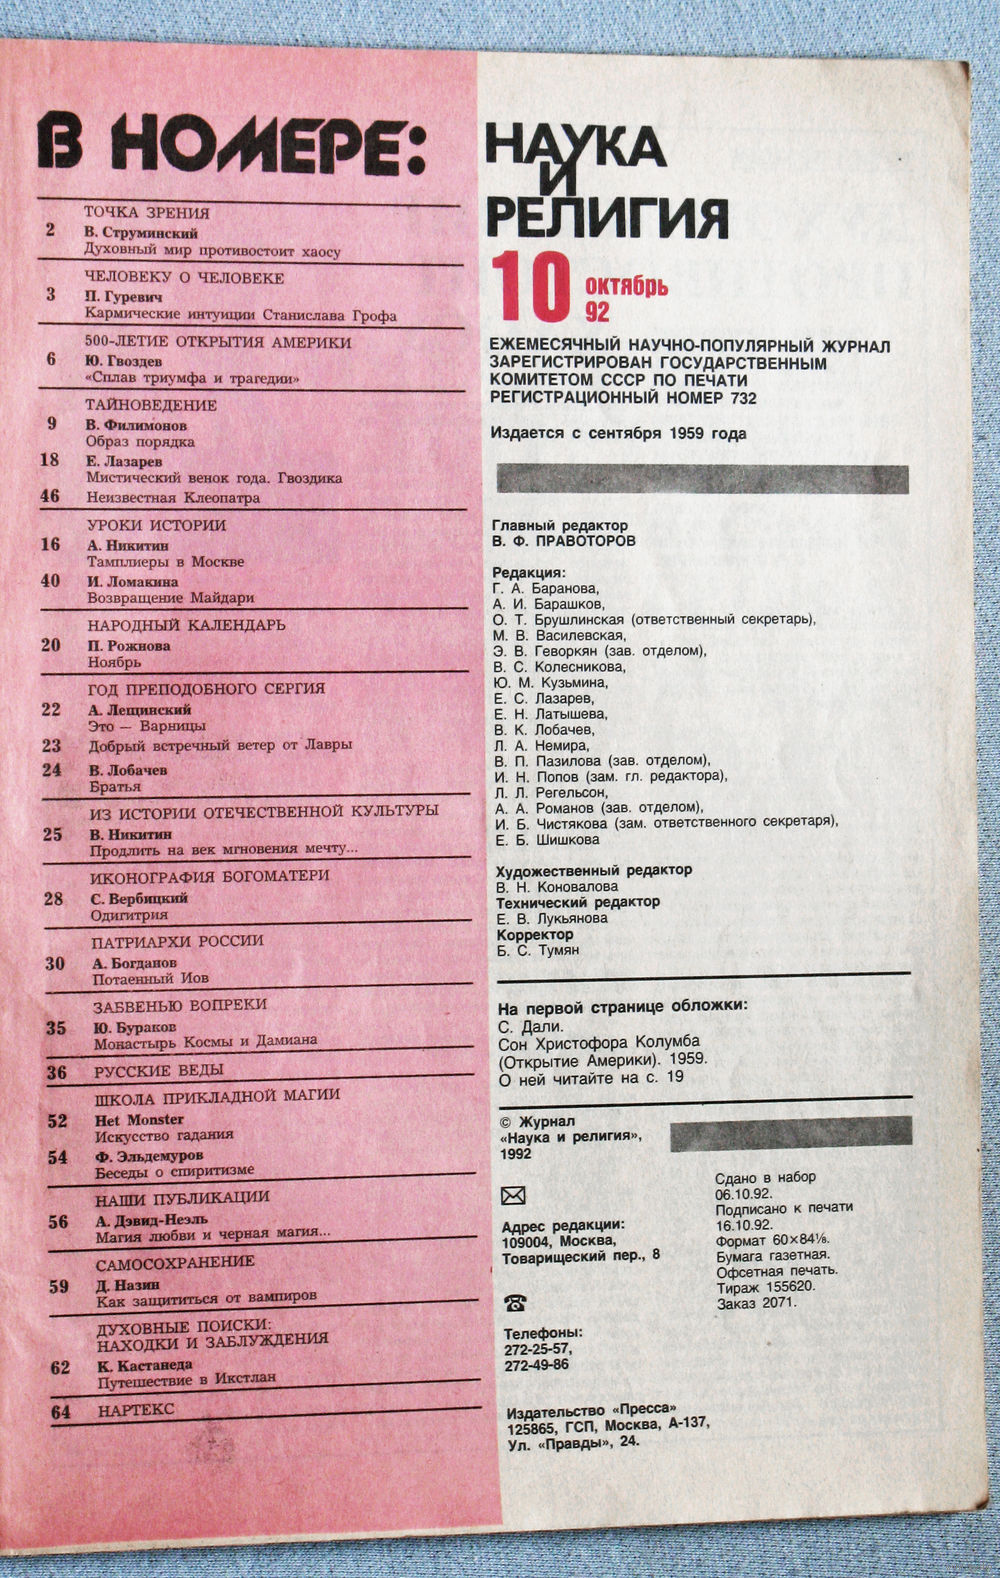 В НОМЕРЕ:
ТОЧКА ЗРЕНИЯ
2 В. Струминский
Духовный мир противостоит хаосу
ЧЕЛОВЕКУ О ЧЕЛОВЕКЕ
3 П. Гуревич
Кармические интуиции Станислава Грофа
500-ЛЕТИЕ ОТКРЫТИЯ АМЕРИКИ
6 Ю. Гвоздев
«Сплав триумфа и трагедии»
ТАЙНОВЕДЕНИЕ
9 В. Филимонов
Образ порядка
18 Е. Лазарев
Мистический венок года. Гвоздика
46 Неизвестная Клеопатра
УРОКИ ИСТОРИИ
16 А. Никитин
Тамплиеры в Москве
40 И. Ломакина
Возвращение Майдари
НАРОДНЫЙ КАЛЕНДАРЬ
20 П. Рожнова
Ноябрь
ГОД ПРЕПОДОБНОГО СЕРГИЯ
22 А. Лещинский
Это — Варницы
23 Добрый встречный ветер от Лавры
24 В. Лобачев
Братья
ИЗ ИСТОРИИ ОТЕЧЕСТВЕННОЙ КУЛЬТУРЫ
25 В. Никитин
Продлить на век мгновения мечту...
ИКОНОГРАФИЯ БОГОМАТЕРИ
28 С. Вербицкий
Одигитрия
ПАТРИАРХИ РОССИИ
30 А. Богданов
Потаенный Иов
ЗАБВЕНЬЮ ВОПРЕКИ
35 Ю. Бураков
Монастырь Космы и Дамиана
36 РУССКИЕ ВЕДЫ
ШКОЛА ПРИКЛАДНОЙ МАГИИ
52 Het Monster
Искусство гадания
54 Ф. Эльдемуров
Беседы о спиритизме
НАШИ ПУБЛИКАЦИИ
56 А. Дэвид-Неэль
Магия любви и черная магия...
САМОСОХРАНЕНИЕ
59 Д. Назин
Как защититься от вампиров
ДУХОВНЫЕ ПОИСКИ:
НАХОДКИ И ЗАБЛУЖДЕНИЯ
62 К. Кастанеда
Путешествие в Икстлан
64 НАРТЕКС
НАУКА
И
РЕЛИГИЯ
10 октябрь
92
ЕЖЕМЕСЯЧНЫЙ НАУЧНО-ПОПУЛЯРНЫЙ ЖУРНАЛ
ЗАРЕГИСТРИРОВАН ГОСУДАРСТВЕННЫМ
КОМИТЕТОМ СССР ПО ПЕЧАТИ
РЕГИСТРАЦИОННЫЙ НОМЕР 732
Издается с сентября 1959 года
Главный редактор
В. Ф. ПРАВОТОРОВ
Редакция:
Г. А. Баранова,
А. И. Барашков,
О. Т. Брушлинская (ответственный секретарь),
М. В. Василевская,
Э. В. Геворкян (зав. отделом),
В. С. Колесникова,
Ю. М. Кузьмина,
Е. С. Лазарев,
Е. Н. Латышева,
В. К. Лобачев,
Л. А. Немира,
В. П. Пазилова (зав. отделом),
И. Н. Попов (зам. гл. редактора),
Л. Л. Регельсон,
А. А. Романов (зав. отделом),
И. Б. Чистякова (зам. ответственного секретаря),
Е. Б. Шишкова
Художественный редактор
В. Н. Коновалова
Технический редактор
Е. В. Лукьянова
Корректор
Б. С. Тумян
На первой странице обложки:
С. Дали.
Сон Христофора Колумба
(Открытие Америки). 1959.
О ней читайте на с. 19
© Журнал
«Наука и религия»,
1992
Адрес редакции:
109004, Москва,
Товарищеский пер., 8
Телефоны:
272-25-57,
272-49-86
Сдано в набор
06.10.92.
Подписано к печати
16.10.92.
Формат 60×84⅛.
Бумага газетная.
Офсетная печать.
Тираж 155620.
Заказ 2071.
Издательство «Пресса»
125865, ГСП, Москва, А-137,
Ул. «Правды», 24.